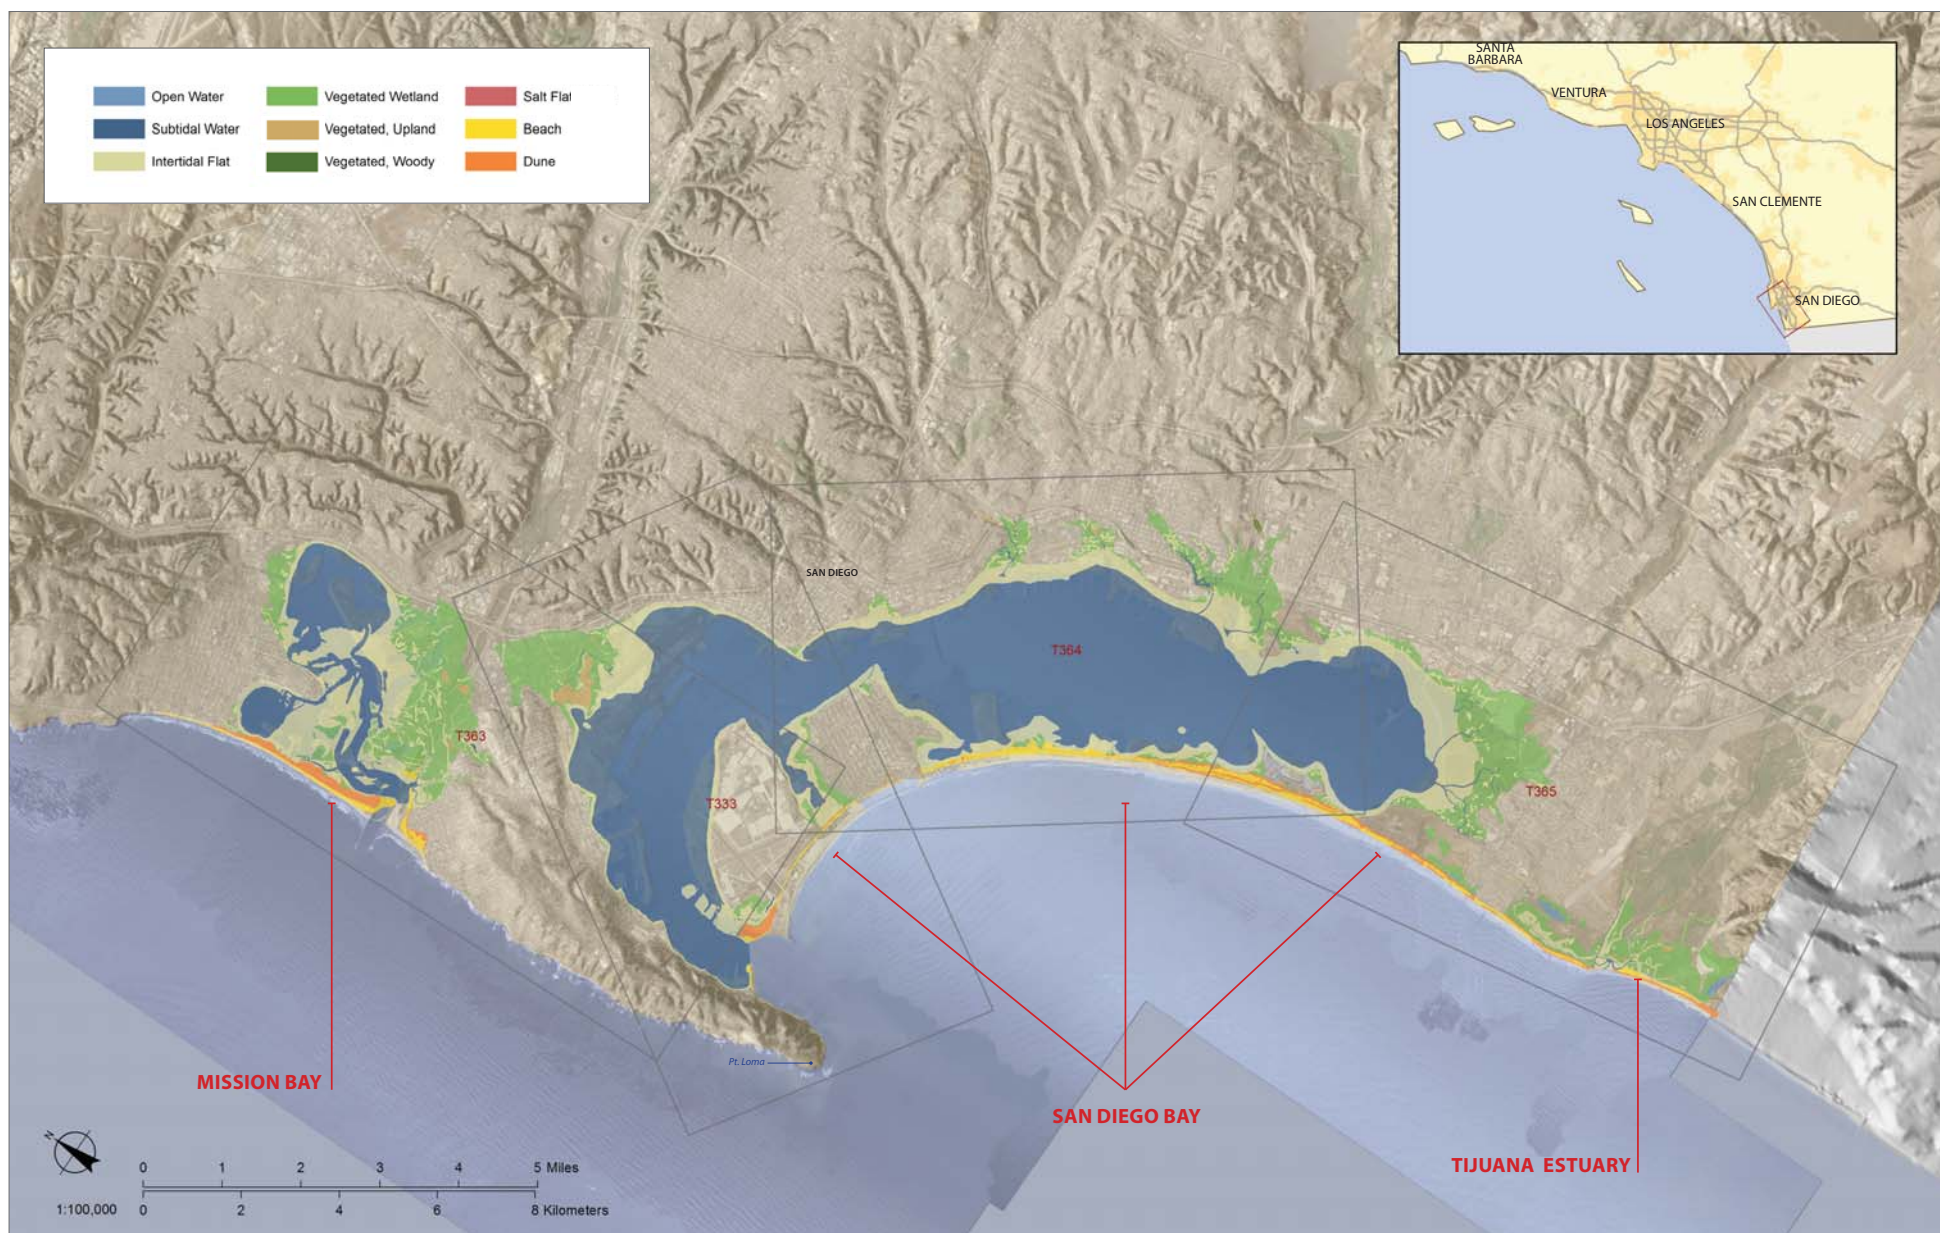 Open Water
Subtidal Water
Intertidal Flat
Vegetated Wetland
Vegetated, Upland
Vegetated, Woody
Salt Flat
Beach
Dune
SANTA
BARBARA
VENTURA
LOS ANGELES
SAN CLEMENTE
SAN DIEGO
SAN DIEGO
T364
T363
T333
T365
Pt. Loma
MISSION BAY
SAN DIEGO BAY
TIJUANA ESTUARY
N
0 1 2 3 4 5 Miles
1:100,000 0 2 4 6 8 Kilometers